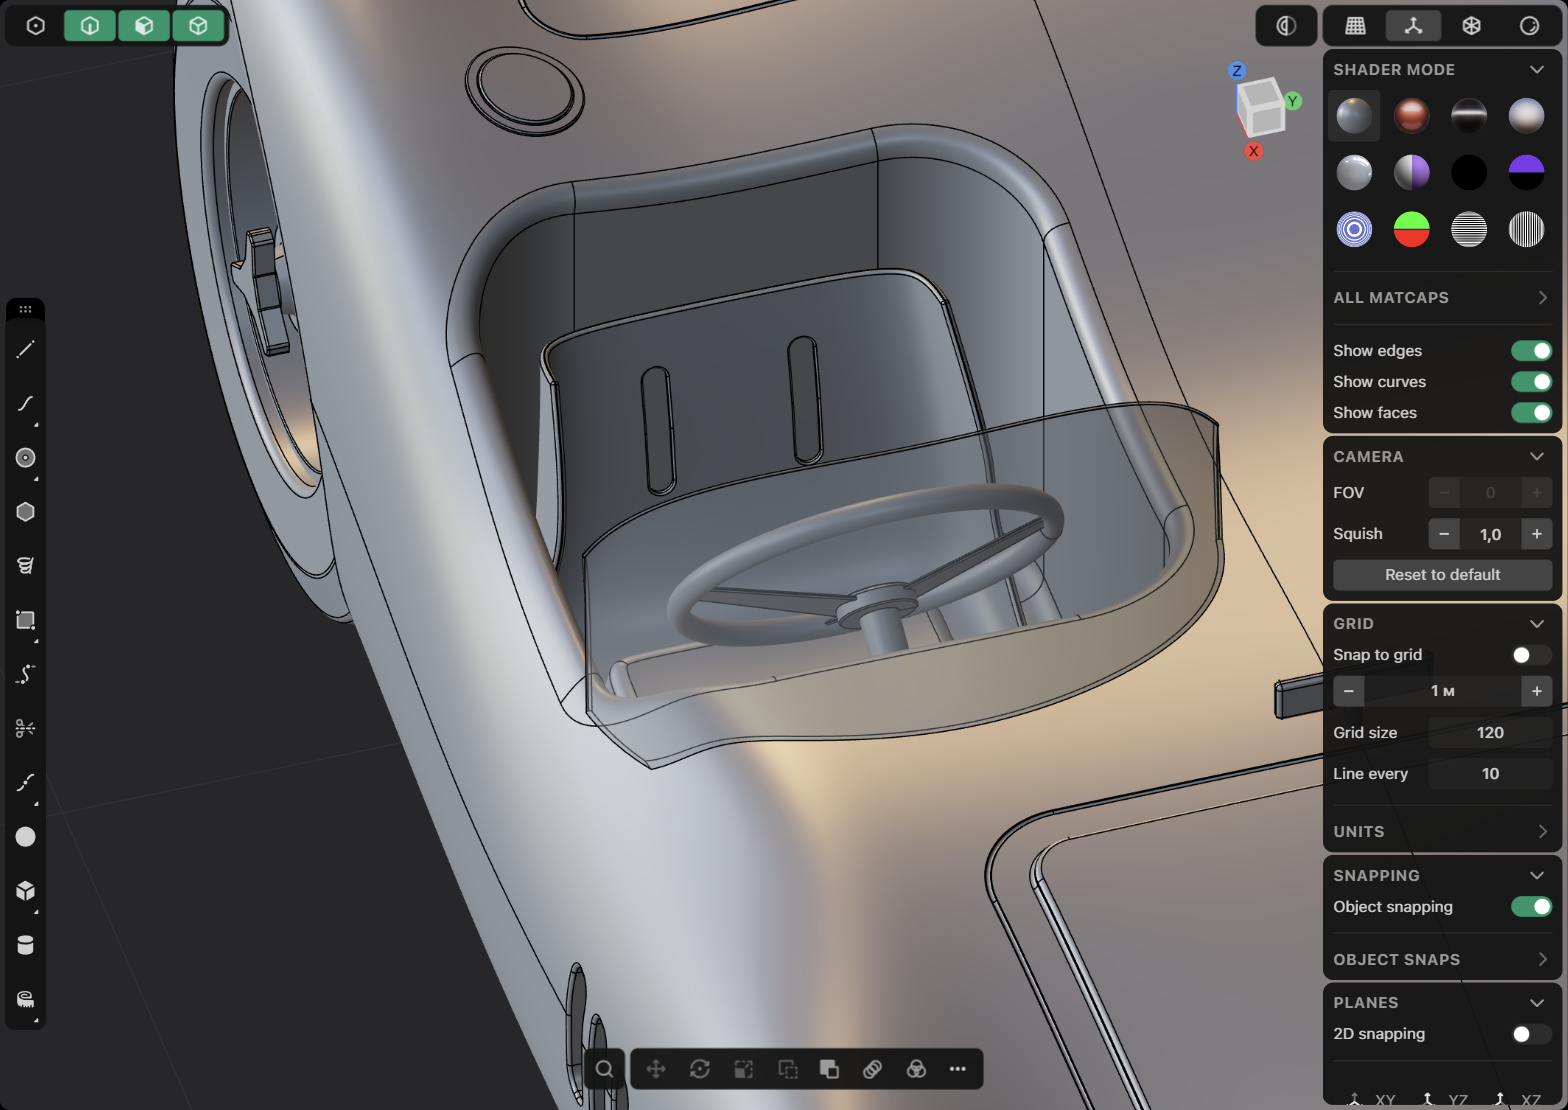 Z
Y
X
SHADER MODE
ALL MATCAPS
Show edges
Show curves
Show faces
CAMERA
FOV − 0 +
Squish − 1,0 +
Reset to default
GRID
Snap to grid
− 1 м +
Grid size 120
Line every 10
UNITS
SNAPPING
Object snapping
OBJECT SNAPS
PLANES
2D snapping
XY YZ XZ